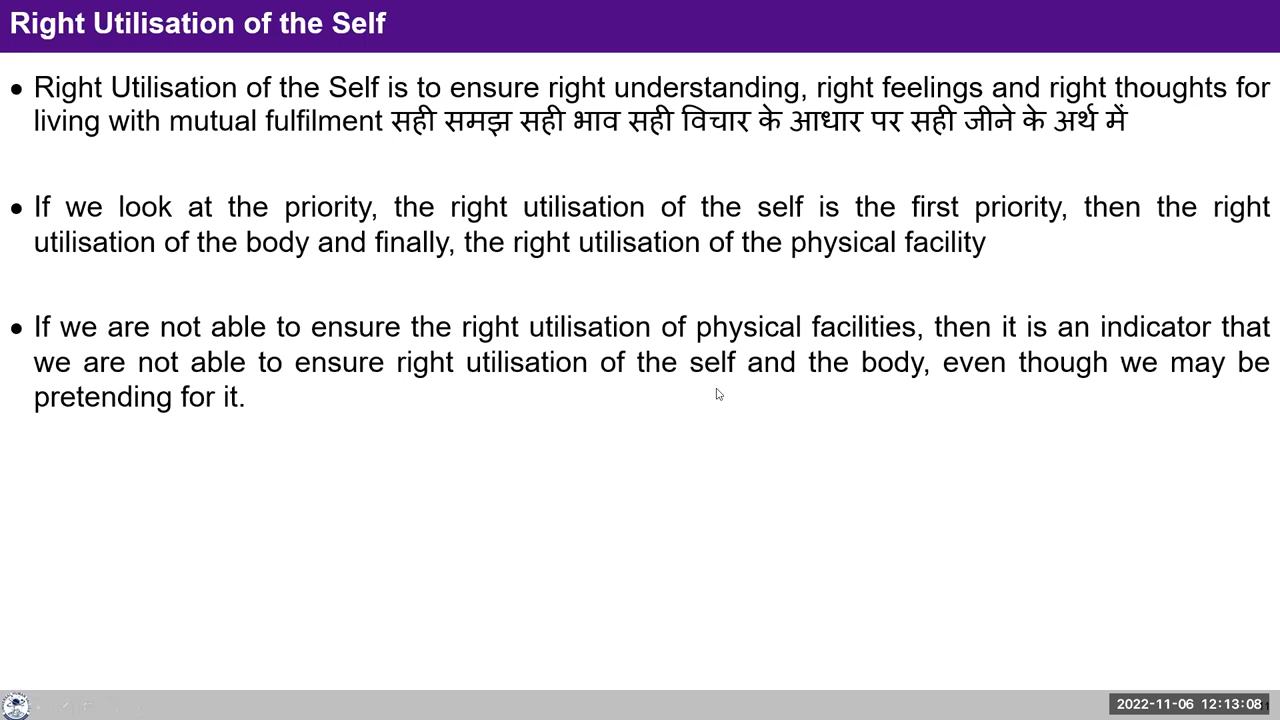 Right Utilisation of the Self
• Right Utilisation of the Self is to ensure right understanding, right feelings and right thoughts for
living with mutual fulfilment सही समझ सही भाव सही विचार के आधार पर सही जीने के अर्थ में
• If we look at the priority, the right utilisation of the self is the first priority, then the right
utilisation of the body and finally, the right utilisation of the physical facility
• If we are not able to ensure the right utilisation of physical facilities, then it is an indicator that
we are not able to ensure right utilisation of the self and the body, even though we may be
pretending for it.
2022-11-06 12:13:08